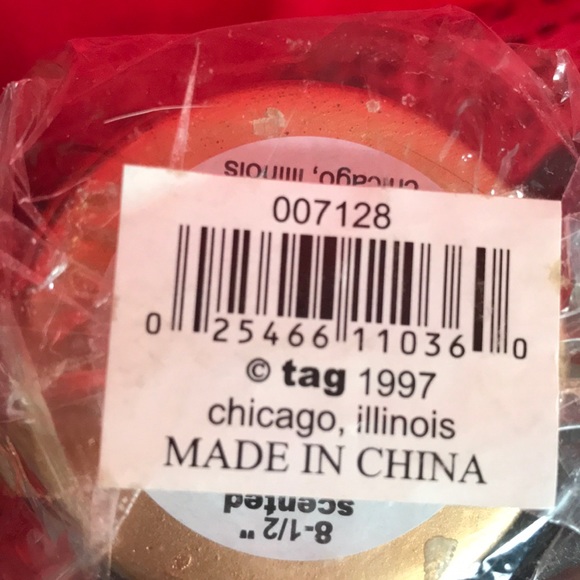 chicago, illinois
007128
0 25466 11036 0
© tag 1997
chicago, illinois
MADE IN CHINA
8-1/2"
scented